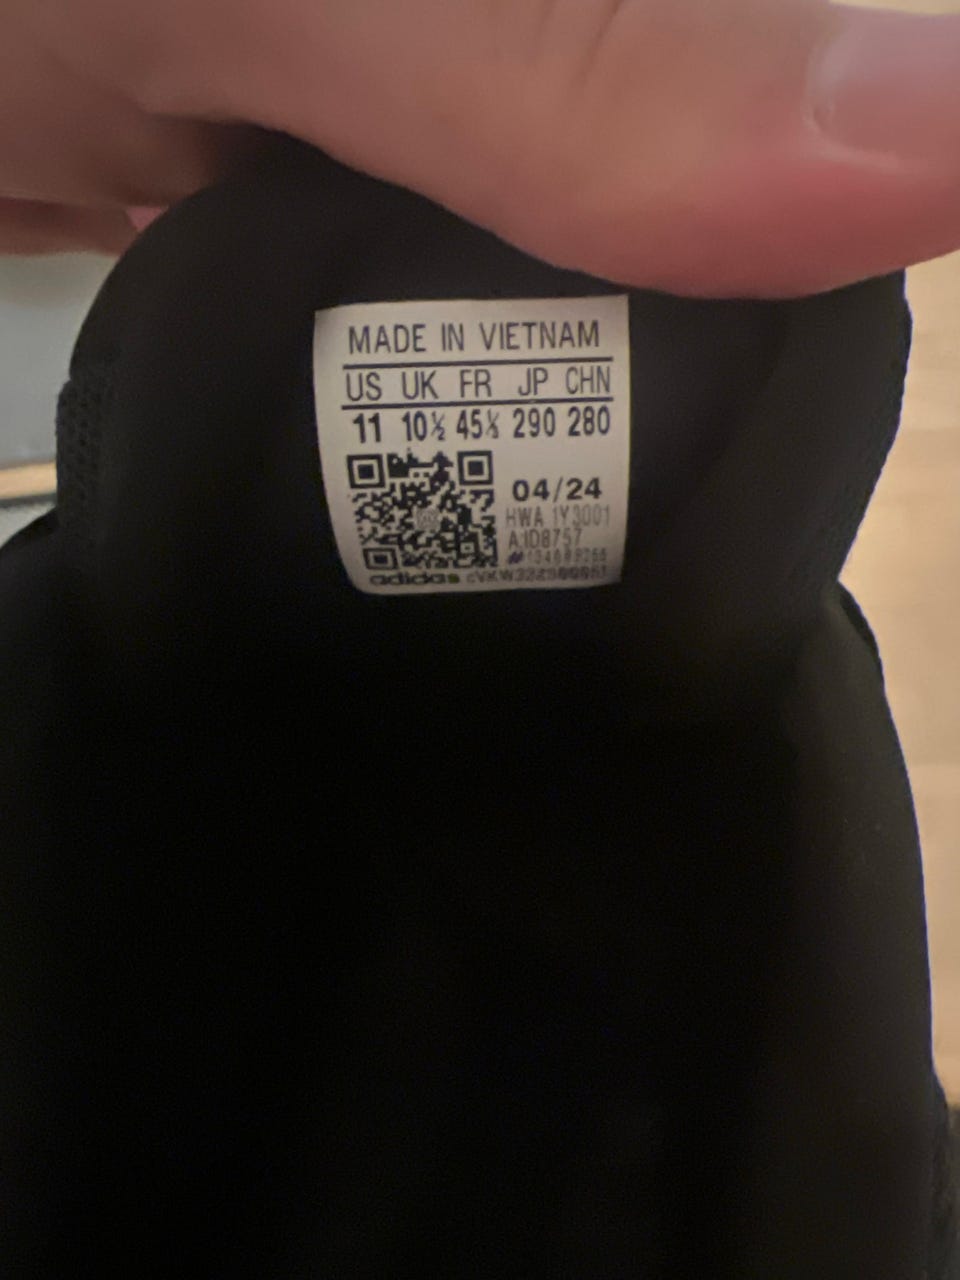 MADE IN VIETNAM
US UK FR JP CHN
11 10½ 45⅓ 290 280
04/24
HWA 1Y3001
adidas